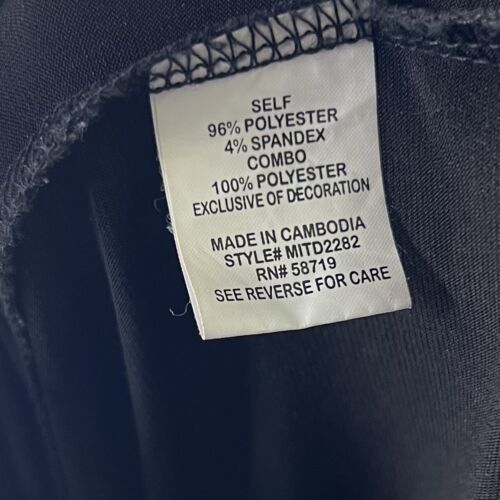 SELF
96% POLYESTER
4% SPANDEX
COMBO
100% POLYESTER
EXCLUSIVE OF DECORATION
MADE IN CAMBODIA
STYLE# MITD2282
RN# 58719
SEE REVERSE FOR CARE